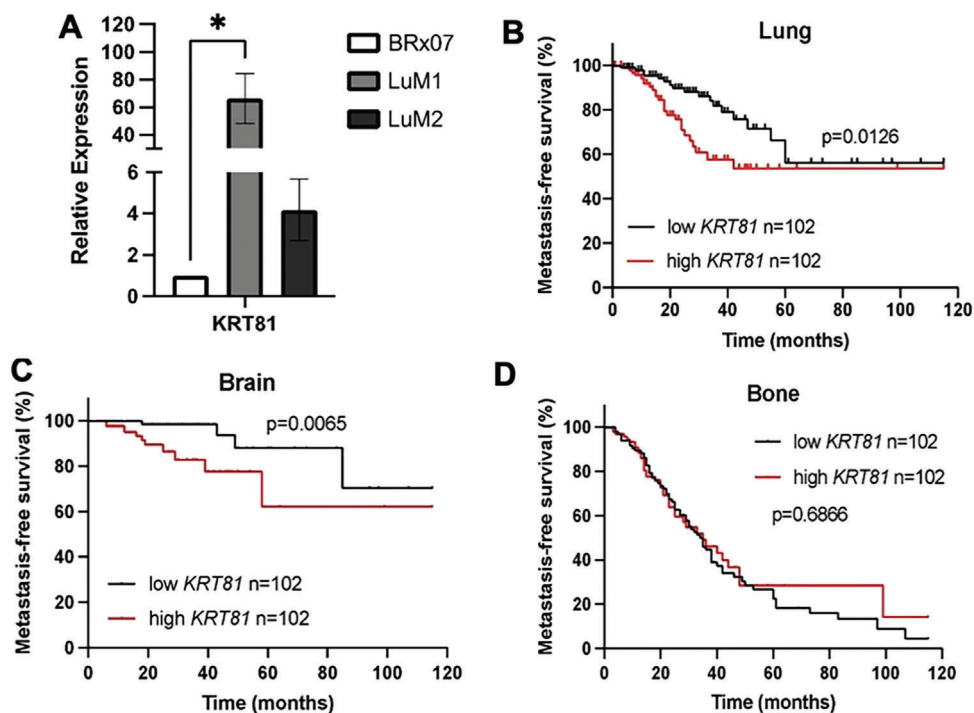 A
120
100
80
60
40
20
6
4
2
0
Relative Expression
*
BRx07
LuM1
LuM2
KRT81
B
Lung
Metastasis-free survival (%)
100
80
60
40
20
0
p=0.0126
low KRT81 n=102
high KRT81 n=102
0 20 40 60 80 100 120
Time (months)
C
Brain
Metastasis-free survival (%)
100
80
60
40
20
0
p=0.0065
low KRT81 n=102
high KRT81 n=102
0 20 40 60 80 100 120
Time (months)
D
Bone
Metastasis-free survival (%)
100
80
60
40
20
0
low KRT81 n=102
high KRT81 n=102
p=0.6866
0 20 40 60 80 100 120
Time (months)